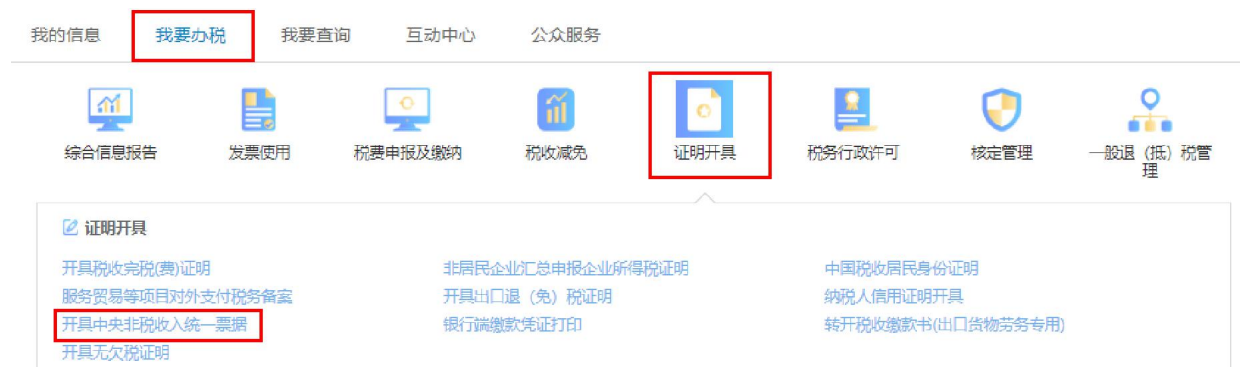 我的信息 我要办税 我要查询 互动中心 公众服务
综合信息报告 发票使用 税费申报及缴纳 税收减免 证明开具 税务行政许可 核定管理 一般退（抵）税管
理
证明开具
开具税收完税(费)证明 非居民企业汇总申报企业所得税证明 中国税收居民身份证明
服务贸易等项目对外支付税务备案 开具出口退（免）税证明 纳税人信用证明开具
开具中央非税收入统一票据 银行端缴款凭证打印 转开税收缴款书(出口货物劳务专用)
开具无欠税证明